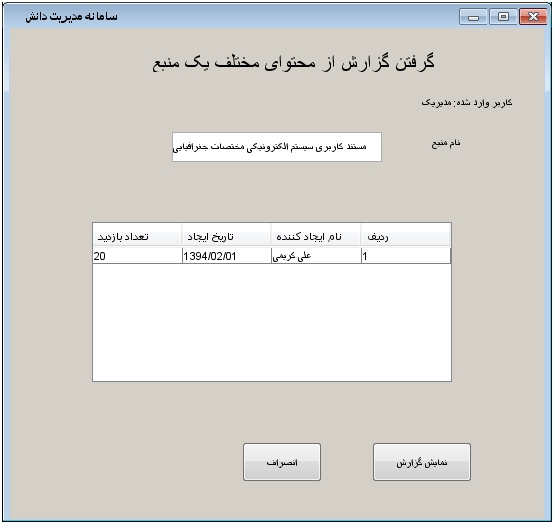 سامانه مدیریت دانش
گرفتن گزارش از محتوای مختلف یک منبع
کاربر وارد شده: مدیریک
نام منبع
مستند کاربری سیستم الکترونیکی مختصات جغرافیایی
ردیف نام ایجاد کننده تاریخ ایجاد تعداد بازدید
1 علی کریمی 1394/02/01 20
نمایش گزارش
انصراف